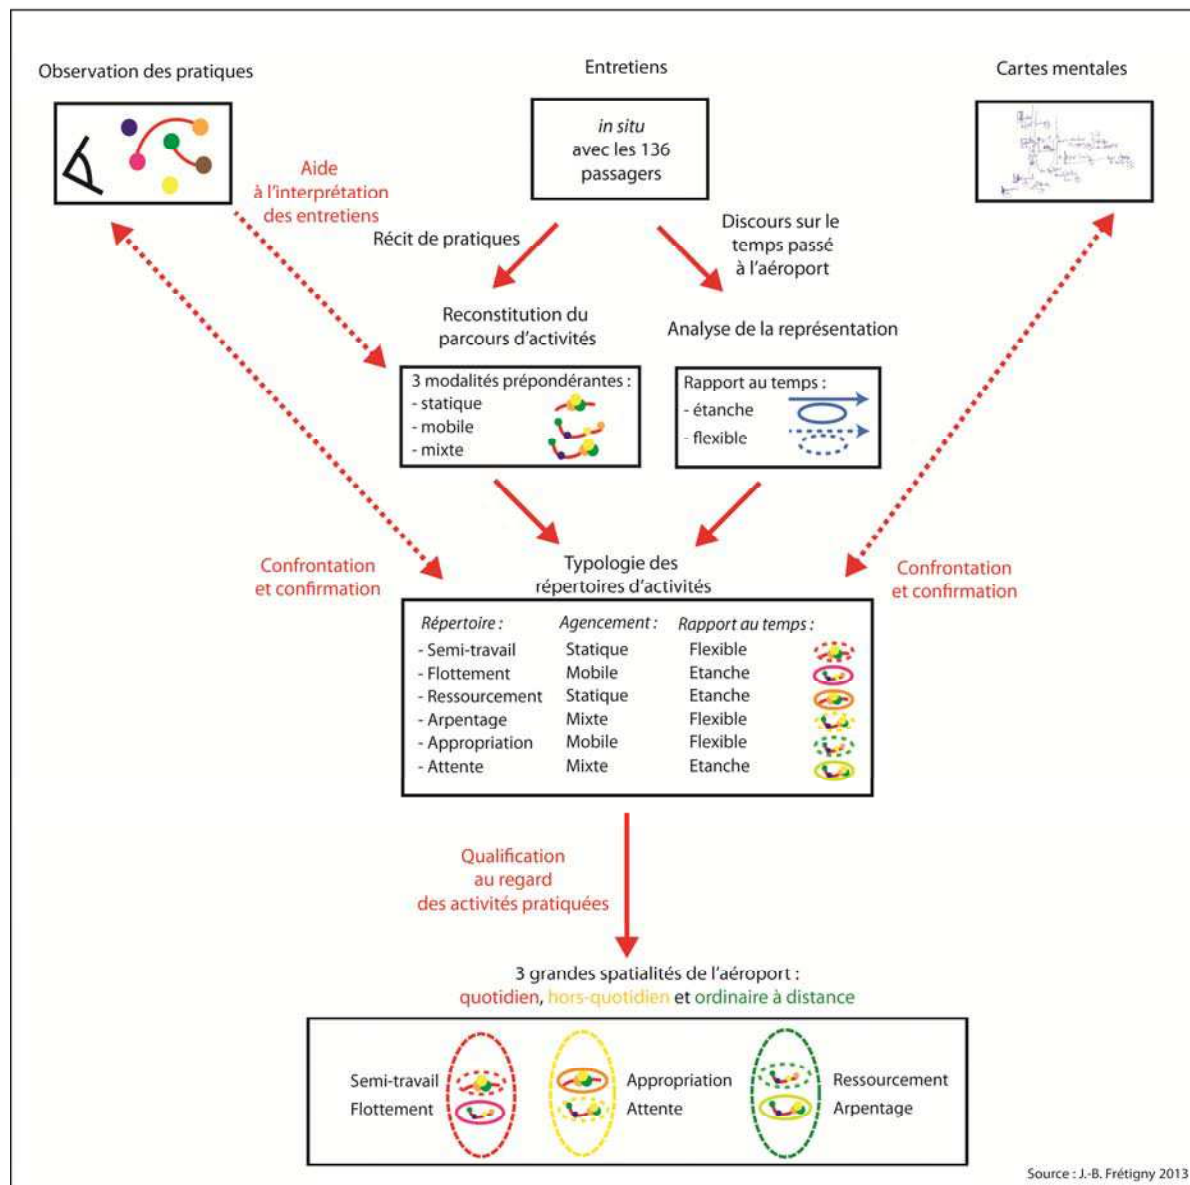 Observation des pratiques
Entretiens
Cartes mentales
in situ
avec les 136
passagers
Aide
à l'interprétation
des entretiens
Récit de pratiques
Discours sur le
temps passé
à l'aéroport
Reconstitution du
parcours d'activités
Analyse de la représentation
3 modalités prépondérantes :
- statique
- mobile
- mixte
Rapport au temps :
- étanche
- flexible
Confrontation
et confirmation
Typologie des
répertoires d'activités
Confrontation
et confirmation
Répertoire : Agencement : Rapport au temps :
- Semi-travail Statique Flexible
- Flottement Mobile Etanche
- Ressourcement Statique Etanche
- Arpentage Mixte Flexible
- Appropriation Mobile Flexible
- Attente Mixte Etanche
Qualification
au regard
des activités pratiquées
3 grandes spatialités de l'aéroport :
quotidien, hors-quotidien et ordinaire à distance
Semi-travail Appropriation Ressourcement
Flottement Attente Arpentage
Source : J.-B. Frétigny 2013